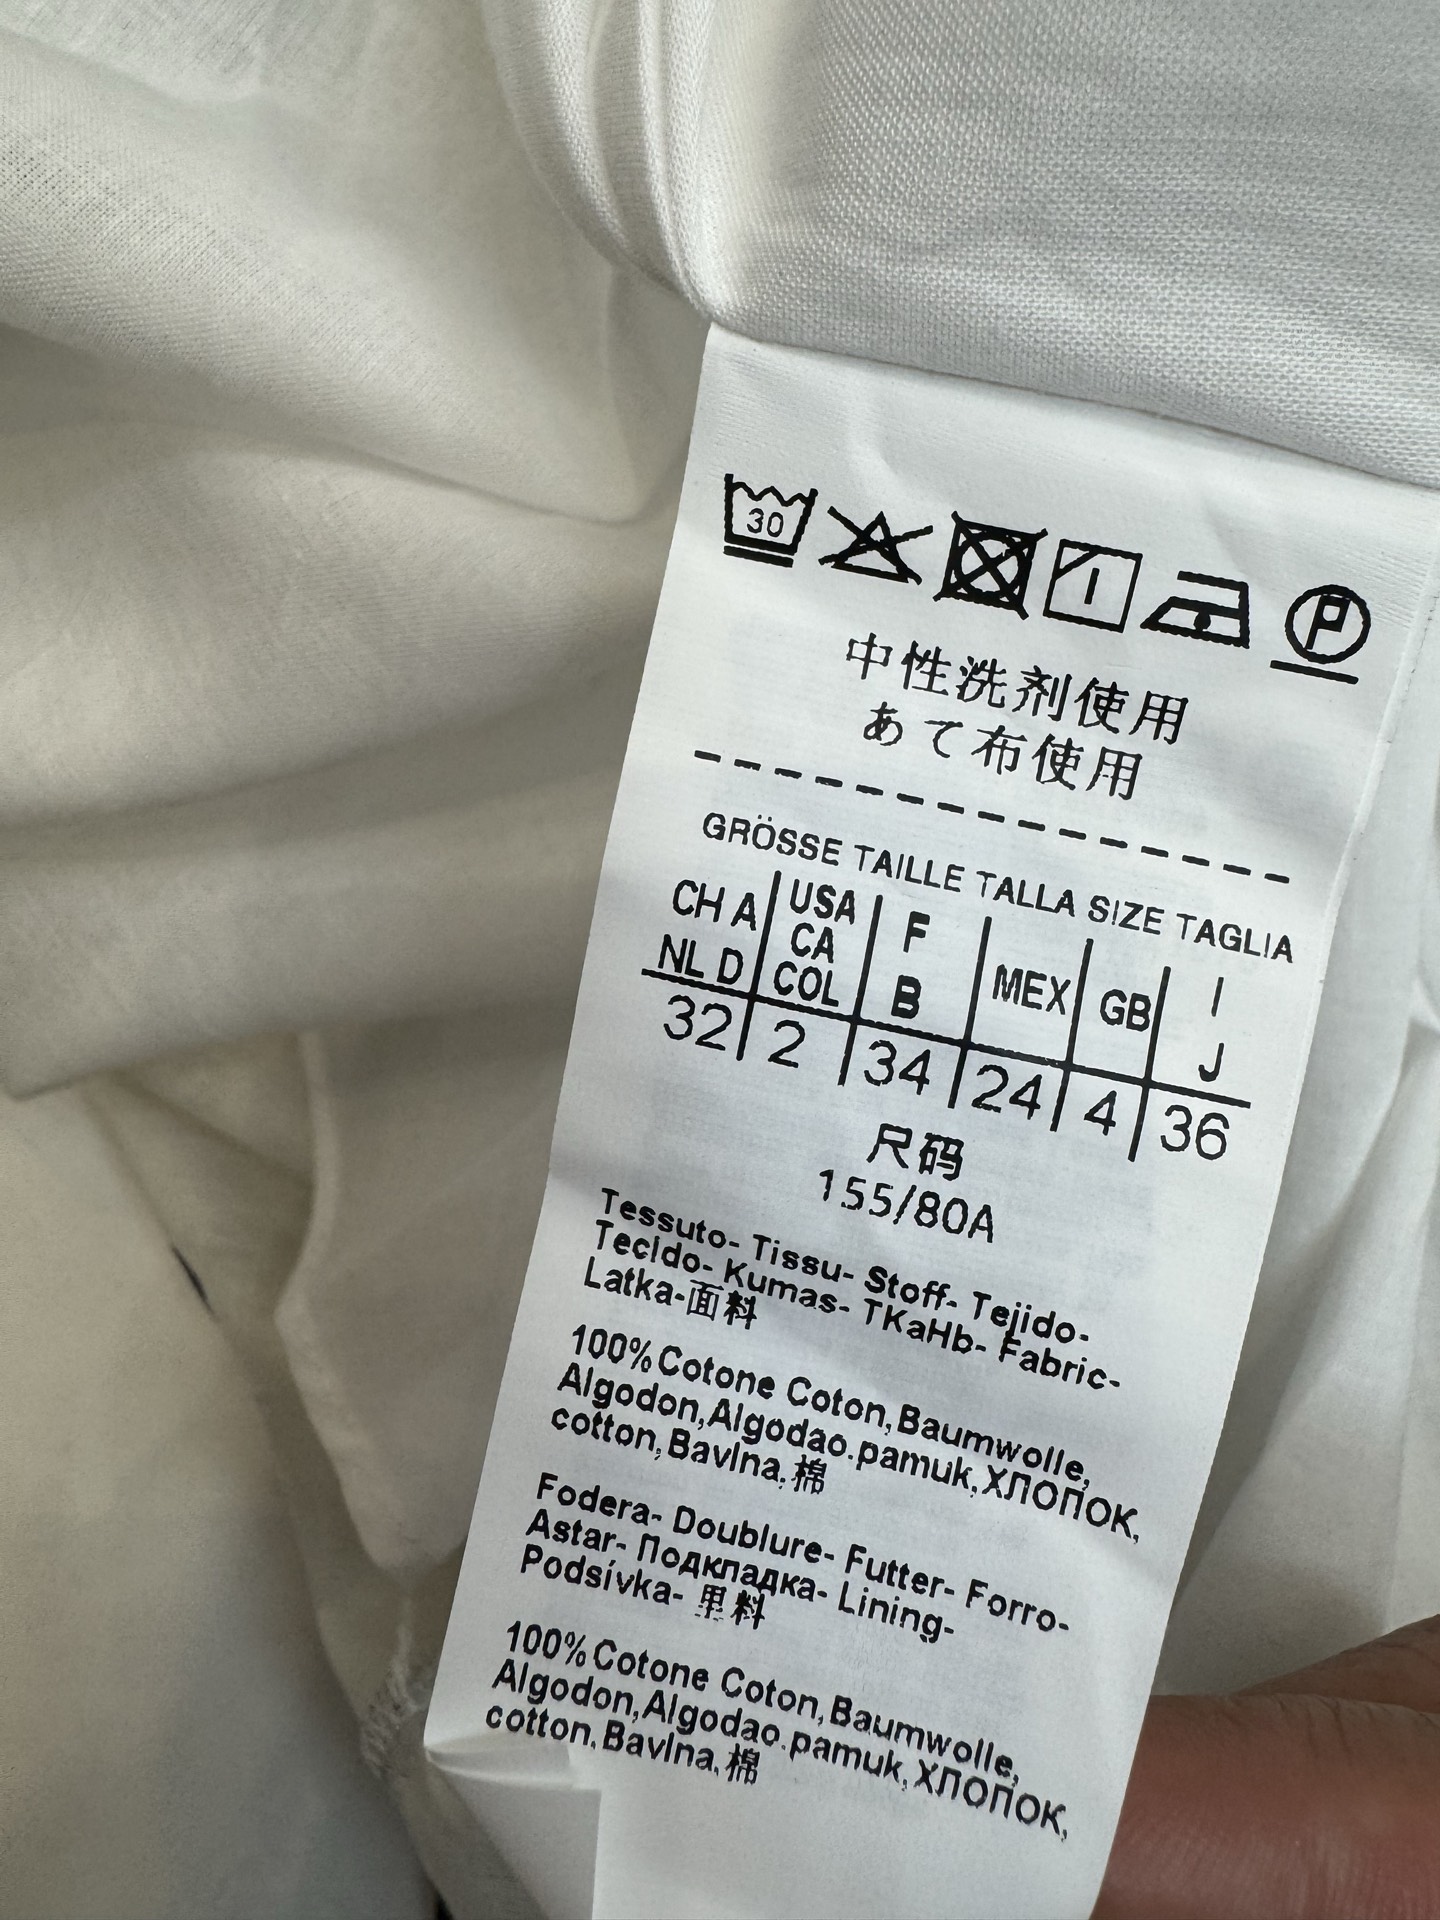 30
P
中性洗剤使用
あて布使用
GRÖSSE TAILLE TALLA SIZE TAGLIA
CH A NL D | USA CA COL | F B | MEX | GB | I J
32 | 2 | 34 | 24 | 4 | 36
尺码
155/80A
Tessuto- Tissu- Stoff- Tejido-
Tecido- Kumas- TKaHb- Fabric-
Latka-面料
100%Cotone Coton,Baumwolle,
Algodon,Algodao.pamuk,ХЛОПОК,
cotton,Bavlna,棉
Fodera- Doublure- Futter- Forro-
Astar- Подкладка- Lining-
Podsívka- 里料
100%Cotone Coton,Baumwolle,
Algodon,Algodao.pamuk,ХЛОПОК,
cotton,Bavlna,棉